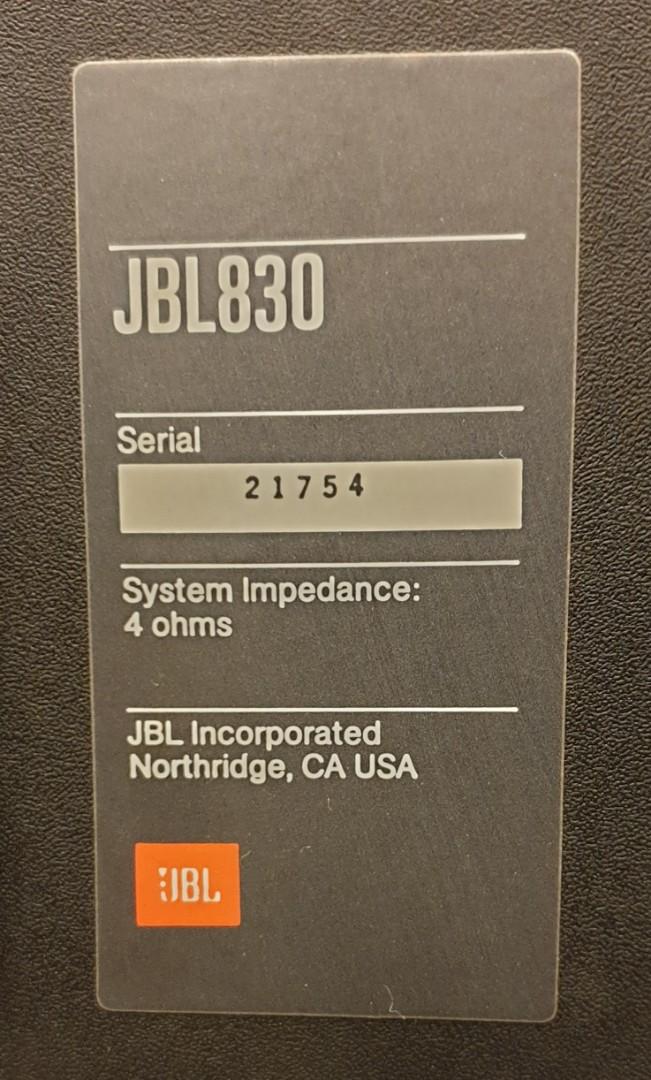 JBL830
Serial
21754
System Impedance:
4 ohms
JBL Incorporated
Northridge, CA USA
JBL